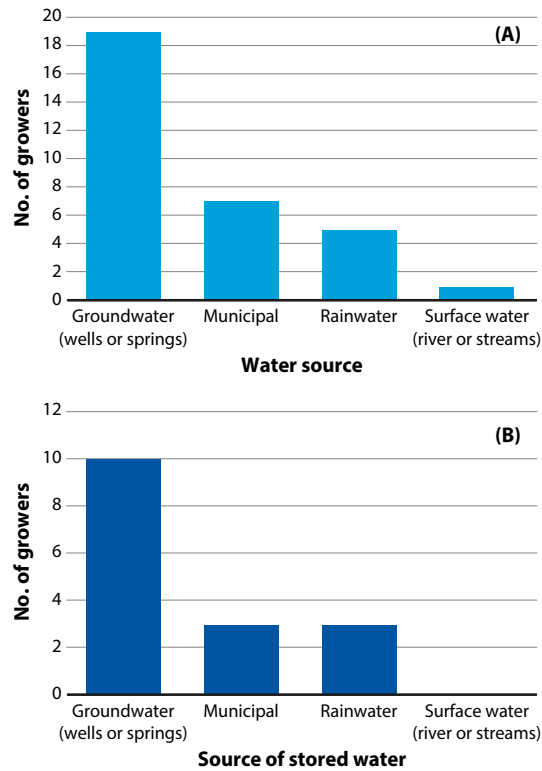 20
(A)
18
16
14
12
10
8
6
4
2
0
No. of growers
Groundwater
(wells or springs)
Municipal
Rainwater
Surface water
(river or streams)
Water source
12
(B)
10
8
6
4
2
0
No. of growers
Groundwater
(wells or springs)
Municipal
Rainwater
Surface water
(river or streams)
Source of stored water